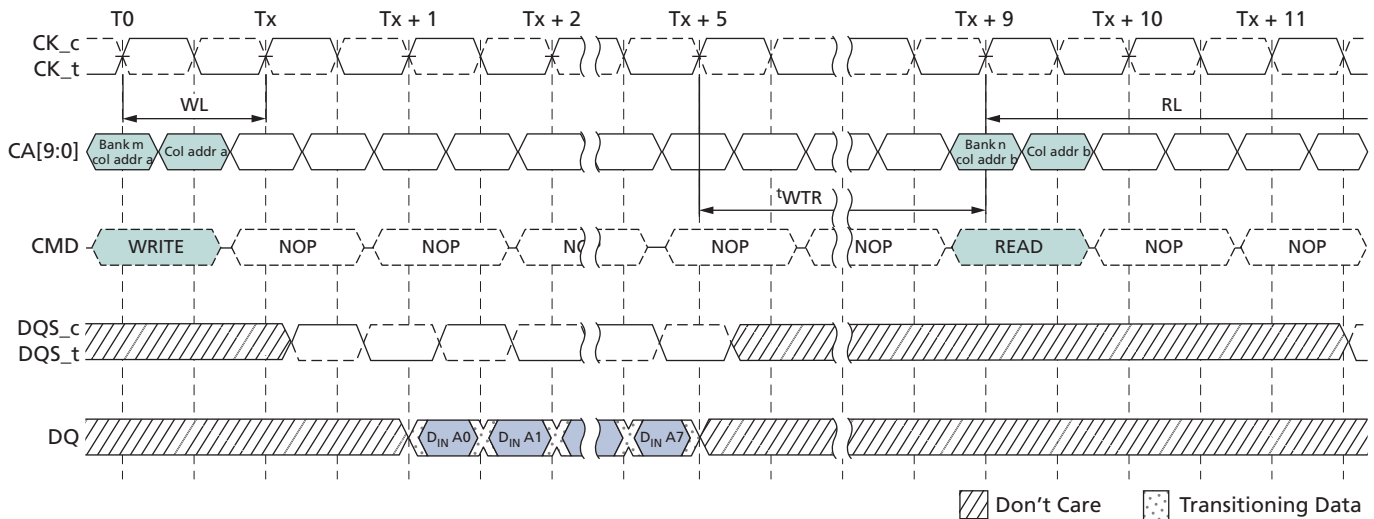 T0 Tx Tx + 1 Tx + 2 Tx + 5 Tx + 9 Tx + 10 Tx + 11
CK_c
CK_t
WL RL
CA[9:0] Bank m Col addr a Bank n Col addr b
col addr a col addr b
tWTR
CMD WRITE NOP NOP NO NOP NOP READ NOP NOP
DQS_c
DQS_t
DQ DIN A0 DIN A1 DIN A7
Don't Care Transitioning Data